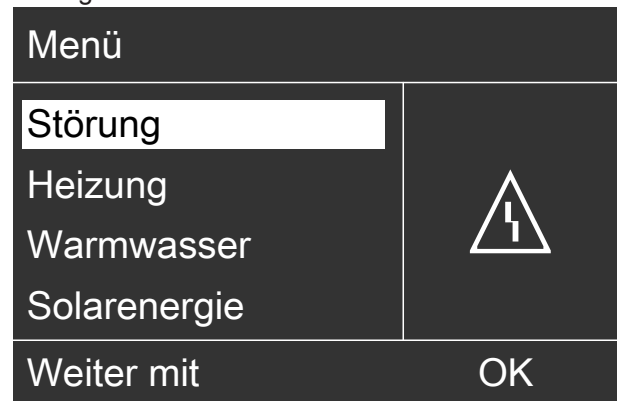 Menü
Störung
Heizung
Warmwasser
Solarenergie
Weiter mit OK